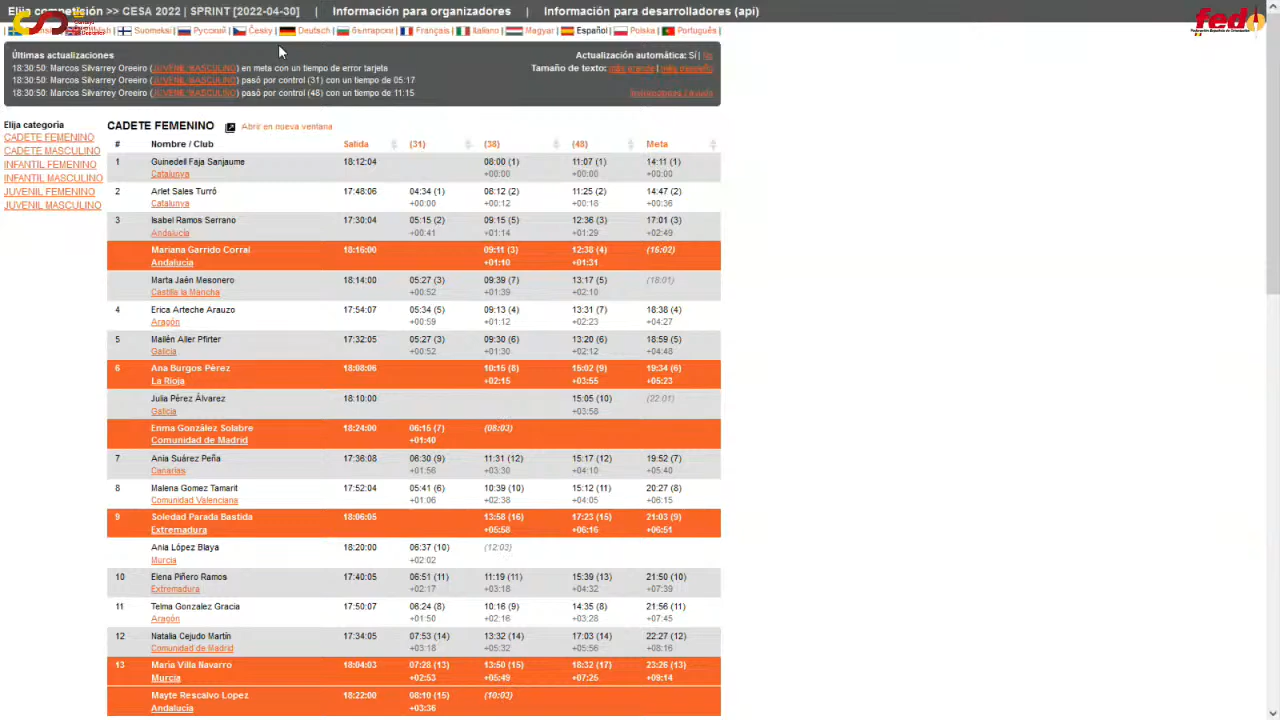 Elija competición >> CESA 2022 | SPRINT [2022-04-30] | Información para organizadores | Información para desarrolladores (api)
Suomeksi | Русский | Česky | Deutsch | български | Français | Italiano | Magyar | Español | Polska | Português |
fedo
Últimas actualizaciones
Actualización automática: Sí | No
18:30:50: Marcos Silvarrey Oreeiro (JUVENIL MASCULINO) en meta con un tiempo de error tarjeta
Tamaño de texto: más grande | más pequeño
18:30:50: Marcos Silvarrey Oreeiro (JUVENIL MASCULINO) pasó por control (31) con un tiempo de 05:17
18:30:50: Marcos Silvarrey Oreeiro (JUVENIL MASCULINO) pasó por control (48) con un tiempo de 11:15
Instrucciones / Ayuda
Elija categoria
CADETE FEMENINO
CADETE MASCULINO
INFANTIL FEMENINO
INFANTIL MASCULINO
JUVENIL FEMENINO
JUVENIL MASCULINO
CADETE FEMENINO Abrir en nueva ventana
# Nombre / Club Salida (31) (38) (48) Meta
1 Guinedell Faja Sanjaume 18:12:04 08:00 (1) 11:07 (1) 14:11 (1)
Catalunya +00:00 +00:00 +00:00
2 Arlet Sales Turró 17:48:06 04:34 (1) 08:12 (2) 11:25 (2) 14:47 (2)
Catalunya +00:00 +00:12 +00:18 +00:36
3 Isabel Ramos Serrano 17:30:04 05:15 (2) 09:15 (5) 12:36 (3) 17:01 (3)
Andalucía +00:41 +01:14 +01:29 +02:49
Mariana Garrido Corral 18:16:00 09:11 (3) 12:38 (4) (16:02)
Andalucía +01:10 +01:31
Marta Jaén Mesonero 18:14:00 05:27 (3) 09:39 (7) 13:17 (5) (18:01)
Castilla la Mancha +00:52 +01:39 +02:10
4 Erica Arteche Arauzo 17:54:07 05:34 (5) 09:13 (4) 13:31 (7) 18:38 (4)
Aragón +00:59 +01:12 +02:23 +04:27
5 Mailén Aller Pfirter 17:32:05 05:27 (3) 09:30 (6) 13:20 (6) 18:59 (5)
Galicia +00:52 +01:30 +02:12 +04:48
6 Ana Burgos Pérez 18:08:06 10:15 (8) 15:02 (9) 19:34 (6)
La Rioja +02:15 +03:55 +05:23
Julia Pérez Álvarez 18:10:00 15:05 (10) (22:01)
Galicia +03:58
Enma González Solabre 18:24:00 06:15 (7) (08:03)
Comunidad de Madrid +01:40
7 Ania Suárez Peña 17:36:08 06:30 (9) 11:31 (12) 15:17 (12) 19:52 (7)
Canarias +01:56 +03:30 +04:10 +05:40
8 Malena Gomez Tamarit 17:52:04 05:41 (6) 10:39 (10) 15:12 (11) 20:27 (8)
Comunidad Valenciana +01:06 +02:38 +04:05 +06:15
9 Soledad Parada Bastida 18:06:05 13:58 (16) 17:23 (15) 21:03 (9)
Extremadura +05:58 +06:16 +06:51
Ania López Blaya 18:20:00 06:37 (10) (12:03)
Murcia +02:02
10 Elena Piñero Ramos 17:40:05 06:51 (11) 11:19 (11) 15:39 (13) 21:50 (10)
Extremadura +02:17 +03:18 +04:32 +07:39
11 Telma Gonzalez Gracia 17:50:07 06:24 (8) 10:16 (9) 14:35 (8) 21:56 (11)
Aragón +01:50 +02:16 +03:28 +07:45
12 Natalia Cejudo Martín 17:34:05 07:53 (14) 13:32 (14) 17:03 (14) 22:27 (12)
Comunidad de Madrid +03:18 +05:32 +05:56 +08:16
13 María Villa Navarro 18:04:03 07:28 (13) 13:50 (15) 18:32 (17) 23:26 (13)
Murcia +02:53 +05:49 +07:25 +09:14
Mayte Rescalvo Lopez 18:22:00 08:10 (15) (10:03)
Andalucía +03:36